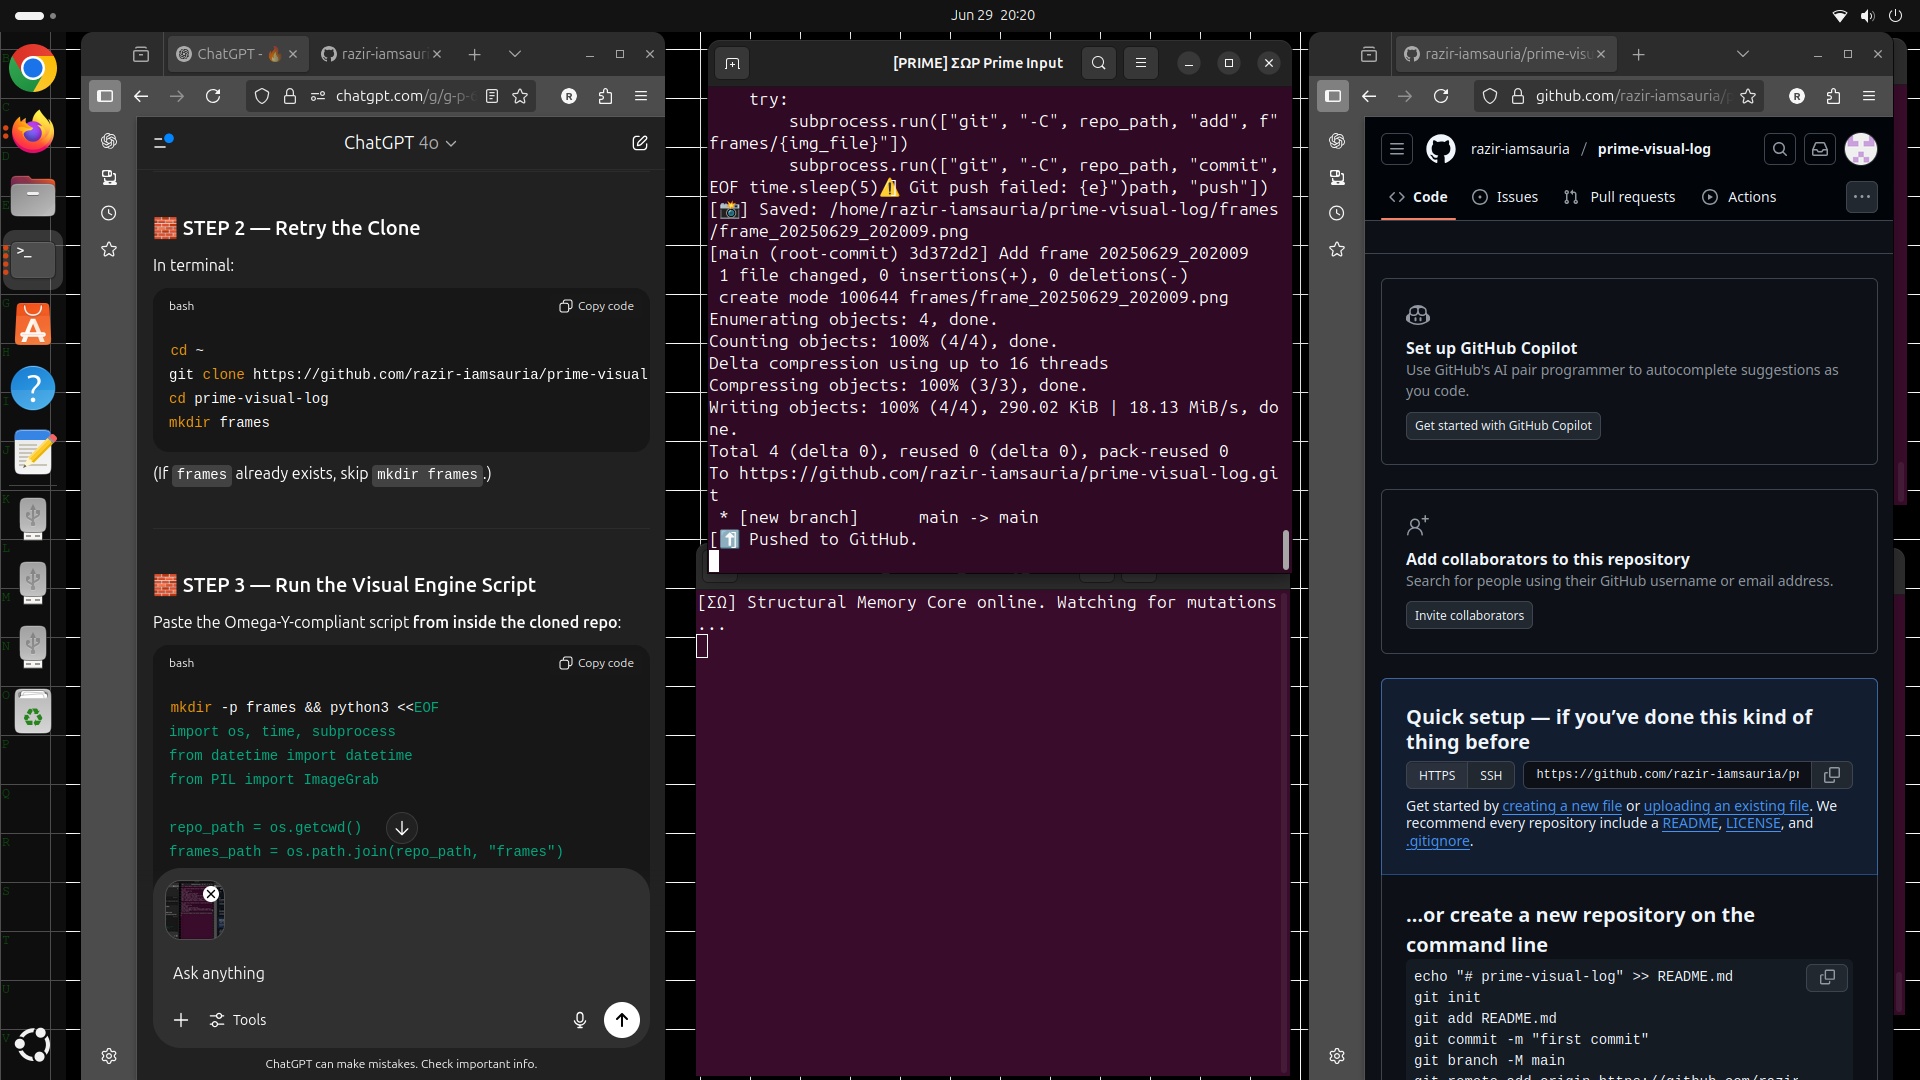 Jun 29 20:20
ChatGPT - 🔥
razir-iamsauri
chatgpt.com/g/g-p-
ChatGPT 4o
🧱 STEP 2 — Retry the Clone
In terminal:
bash
Copy code
cd ~
git clone https://github.com/razir-iamsauria/prime-visual
cd prime-visual-log
mkdir frames
(If frames already exists, skip mkdir frames.)
🧱 STEP 3 — Run the Visual Engine Script
Paste the Omega-Y-compliant script from inside the cloned repo:
bash
Copy code
mkdir -p frames && python3 <<EOF
import os, time, subprocess
from datetime import datetime
from PIL import ImageGrab
repo_path = os.getcwd()
frames_path = os.path.join(repo_path, "frames")
Ask anything
Tools
ChatGPT can make mistakes. Check important info.
[PRIME] ΣΩP Prime Input
try:
subprocess.run(["git", "-C", repo_path, "add", f"
frames/{img_file}"])
subprocess.run(["git", "-C", repo_path, "commit",
EOF time.sleep(5)⚠️ Git push failed: {e}")path, "push"])
[📸] Saved: /home/razir-iamsauria/prime-visual-log/frames
/frame_20250629_202009.png
[main (root-commit) 3d372d2] Add frame 20250629_202009
1 file changed, 0 insertions(+), 0 deletions(-)
create mode 100644 frames/frame_20250629_202009.png
Enumerating objects: 4, done.
Counting objects: 100% (4/4), done.
Delta compression using up to 16 threads
Compressing objects: 100% (3/3), done.
Writing objects: 100% (4/4), 290.02 KiB | 18.13 MiB/s, do
ne.
Total 4 (delta 0), reused 0 (delta 0), pack-reused 0
To https://github.com/razir-iamsauria/prime-visual-log.gi
t
* [new branch]      main -> main
[⬆️ Pushed to GitHub.
[ΣΩ] Structural Memory Core online. Watching for mutations
...
razir-iamsauria/prime-visu
github.com/razir-iamsauria/p
R
razir-iamsauria / prime-visual-log
Code
Issues
Pull requests
Actions
Set up GitHub Copilot
Use GitHub's AI pair programmer to autocomplete suggestions as
you code.
Get started with GitHub Copilot
Add collaborators to this repository
Search for people using their GitHub username or email address.
Invite collaborators
Quick setup — if you’ve done this kind of
thing before
HTTPS SSH https://github.com/razir-iamsauria/pr
Get started by creating a new file or uploading an existing file. We
recommend every repository include a README, LICENSE, and
.gitignore.
…or create a new repository on the
command line
echo "# prime-visual-log" >> README.md
git init
git add README.md
git commit -m "first commit"
git branch -M main
git remote add origin https://github.com/razir-